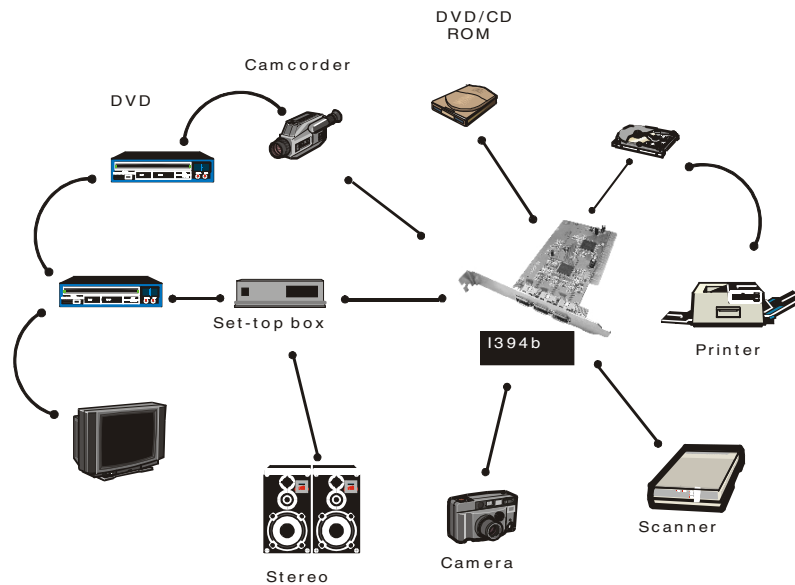 DVD/CD
ROM
Camcorder
DVD
Set-top box
I394b
Printer
Scanner
Camera
Stereo